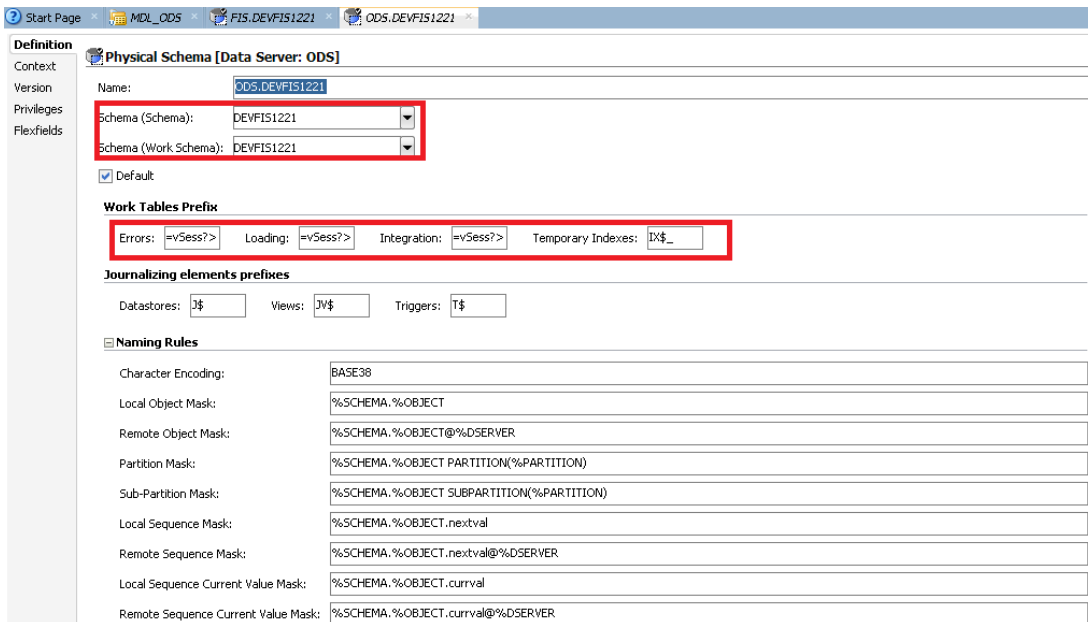 Start Page MDL_ODS FIS.DEVFIS1221 ODS.DEVFIS1221
Definition
Context
Version
Privileges
Flexfields
Physical Schema [Data Server: ODS]
Name: ODS.DEVFIS1221
Schema (Schema): DEVFIS1221
Schema (Work Schema): DEVFIS1221
Default
Work Tables Prefix
Errors: =vSess?> Loading: =vSess?> Integration: =vSess?> Temporary Indexes: IX$_
Journalizing elements prefixes
Datastores: J$ Views: JV$ Triggers: T$
Naming Rules
Character Encoding: BASE38
Local Object Mask: %SCHEMA.%OBJECT
Remote Object Mask: %SCHEMA.%OBJECT@%DSERVER
Partition Mask: %SCHEMA.%OBJECT PARTITION(%PARTITION)
Sub-Partition Mask: %SCHEMA.%OBJECT SUBPARTITION(%PARTITION)
Local Sequence Mask: %SCHEMA.%OBJECT.nextval
Remote Sequence Mask: %SCHEMA.%OBJECT.nextval@%DSERVER
Local Sequence Current Value Mask: %SCHEMA.%OBJECT.currval
Remote Sequence Current Value Mask: %SCHEMA.%OBJECT.currval@%DSERVER